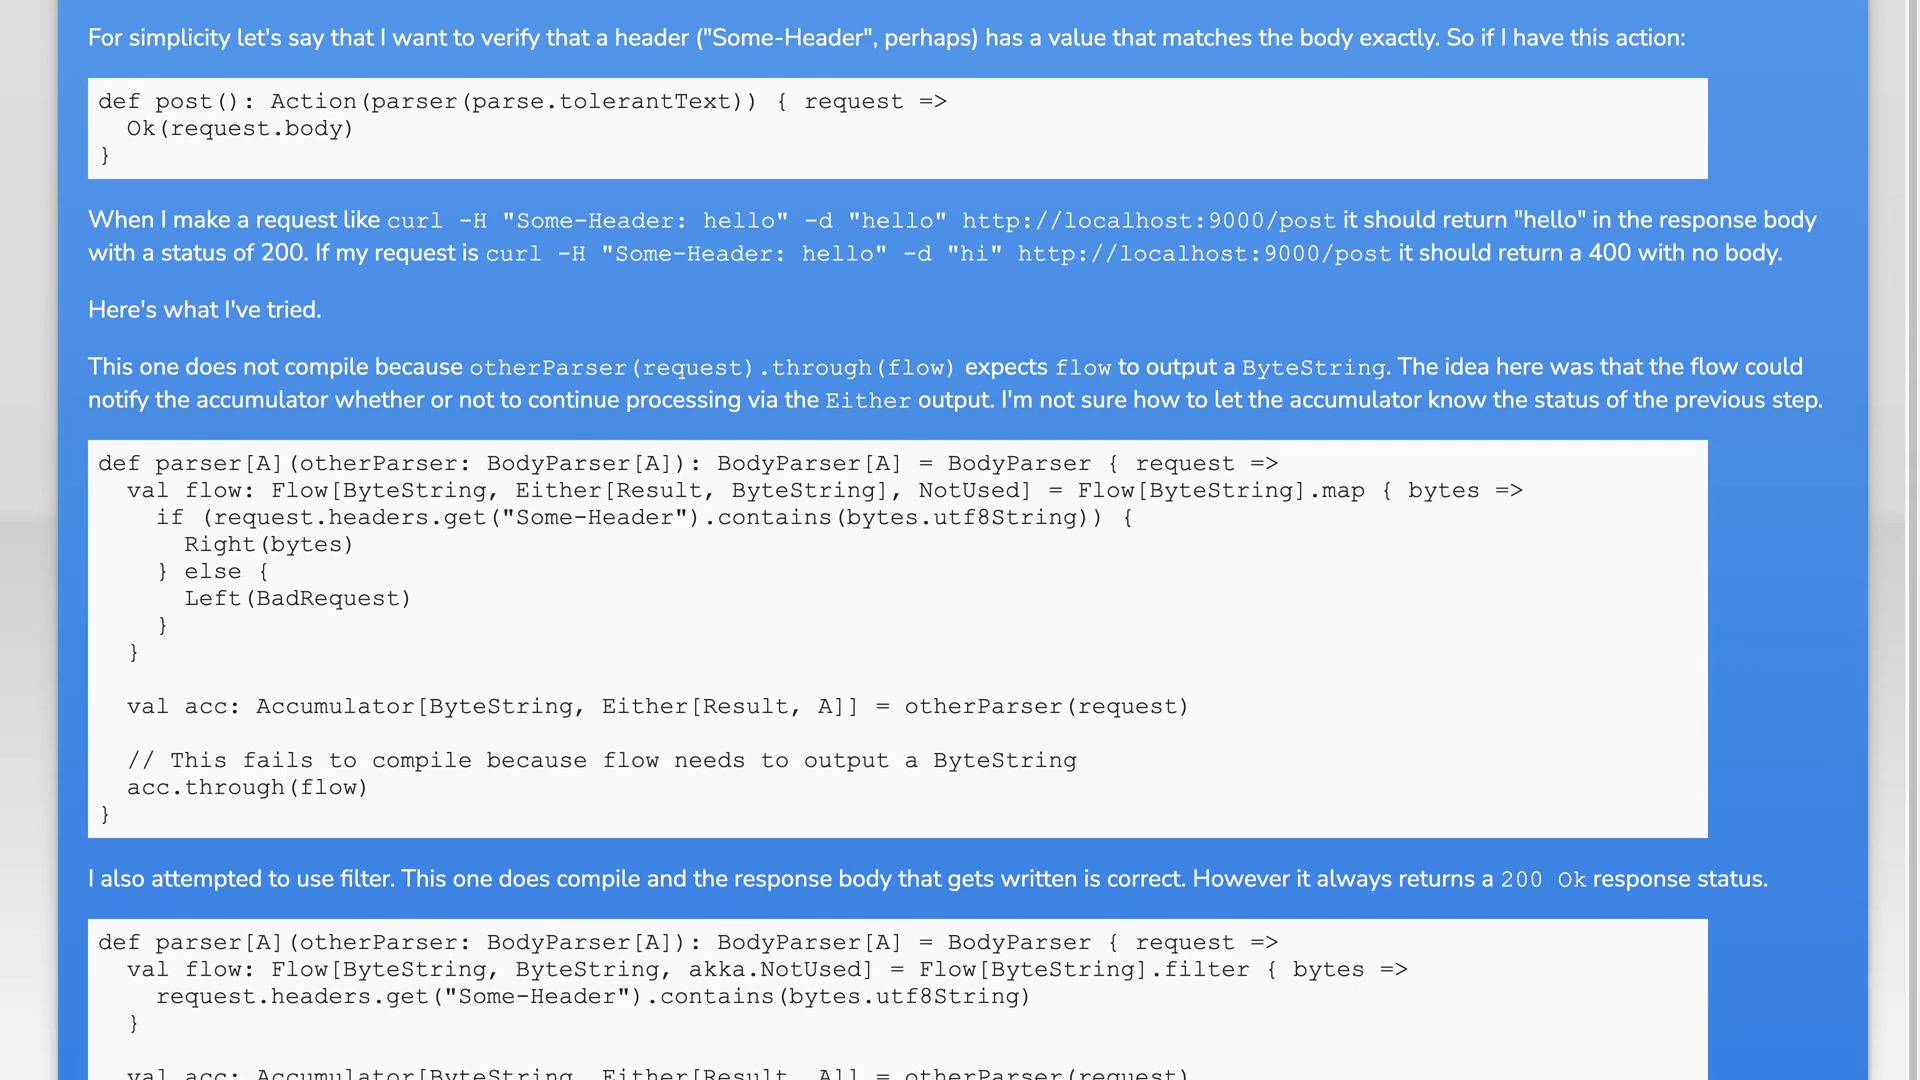 For simplicity let's say that I want to verify that a header ("Some-Header", perhaps) has a value that matches the body exactly. So if I have this action:
def post(): Action(parser(parse.tolerantText)) { request =>
  Ok(request.body)
}
When I make a request like curl -H "Some-Header: hello" -d "hello" http://localhost:9000/post it should return "hello" in the response body
with a status of 200. If my request is curl -H "Some-Header: hello" -d "hi" http://localhost:9000/post it should return a 400 with no body.
Here's what I've tried.
This one does not compile because otherParser(request).through(flow) expects flow to output a ByteString. The idea here was that the flow could
notify the accumulator whether or not to continue processing via the Either output. I'm not sure how to let the accumulator know the status of the previous step.
def parser[A](otherParser: BodyParser[A]): BodyParser[A] = BodyParser { request =>
  val flow: Flow[ByteString, Either[Result, ByteString], NotUsed] = Flow[ByteString].map { bytes =>
    if (request.headers.get("Some-Header").contains(bytes.utf8String)) {
      Right(bytes)
    } else {
      Left(BadRequest)
    }
  }
  val acc: Accumulator[ByteString, Either[Result, A]] = otherParser(request)
  // This fails to compile because flow needs to output a ByteString
  acc.through(flow)
}
I also attempted to use filter. This one does compile and the response body that gets written is correct. However it always returns a 200 Ok response status.
def parser[A](otherParser: BodyParser[A]): BodyParser[A] = BodyParser { request =>
  val flow: Flow[ByteString, ByteString, akka.NotUsed] = Flow[ByteString].filter { bytes =>
    request.headers.get("Some-Header").contains(bytes.utf8String)
  }
  val acc: Accumulator[ByteString, Either[Result, A]] = otherParser(request)